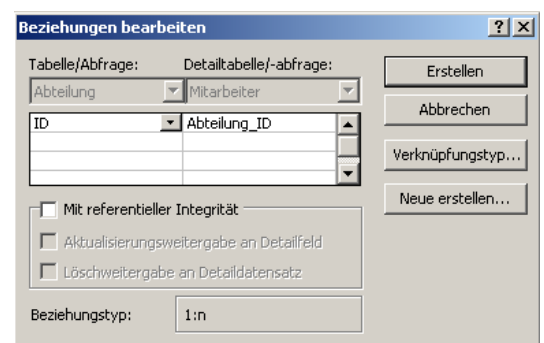 Beziehungen bearbeiten
Tabelle/Abfrage: Detailtabelle/-abfrage:
Abteilung Mitarbeiter
ID Abteilung_ID
Mit referentieller Integrität
Aktualisierungsweitergabe an Detailfeld
Löschweitergabe an Detaildatensatz
Beziehungstyp: 1:n
Erstellen
Abbrechen
Verknüpfungstyp...
Neue erstellen...